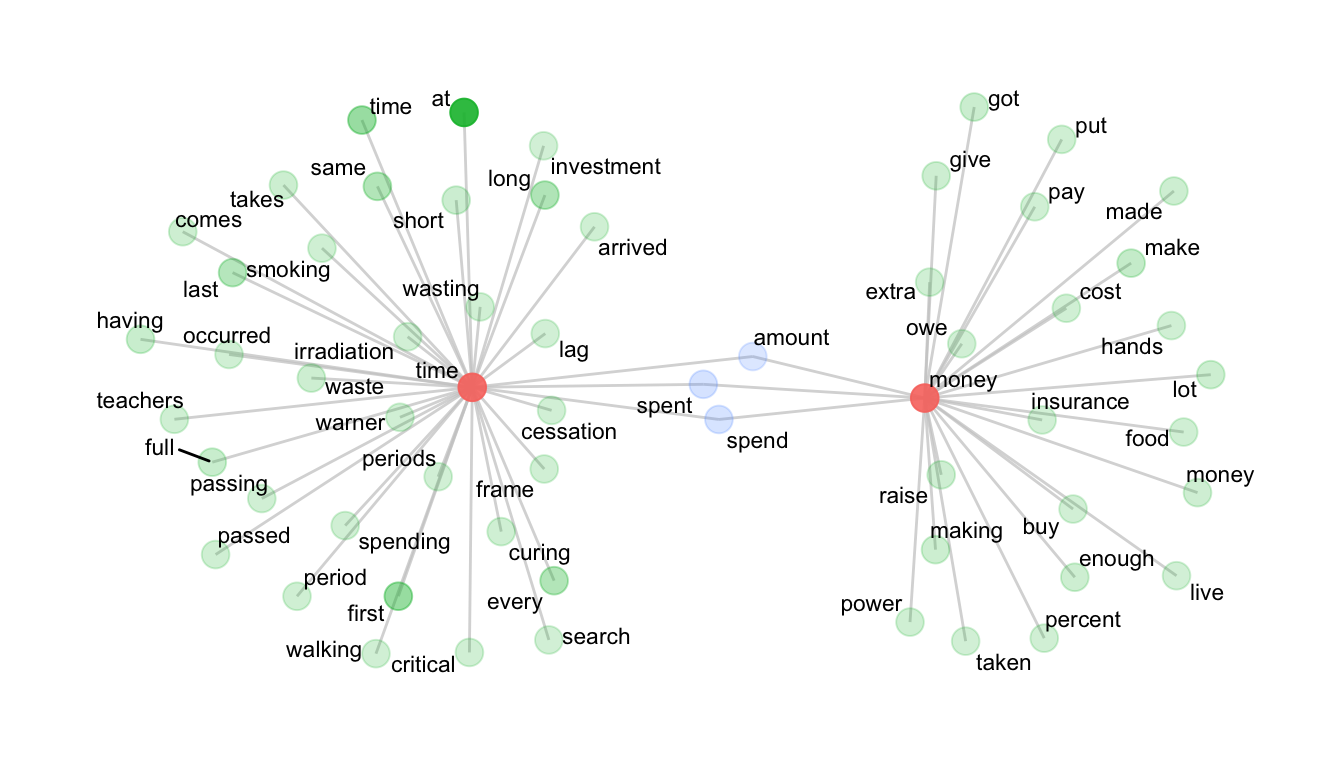 time
at
same
long
investment
takes
short
comes
arrived
smoking
last
wasting
having
occurred
irradiation
lag
time
waste
teachers
warner
cessation
full
periods
passing
frame
passed
spending
curing
period
first
every
walking
critical
search
amount
spent
spend
got
put
give
pay
made
make
extra
cost
owe
hands
money
lot
insurance
food
raise
money
making
buy
enough
live
power
percent
taken